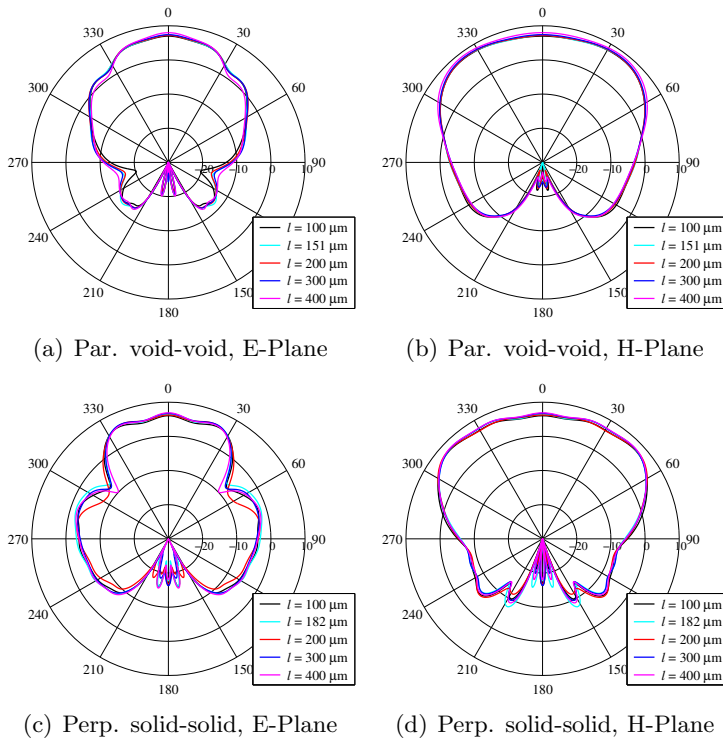 0
330 30
300 60
270 −20 −10 0 10 90
240
210 150
180
l = 100 μm
l = 151 μm
l = 200 μm
l = 300 μm
l = 400 μm
(a) Par. void-void, E-Plane
0
330 30
300 60
270 −20 −10 0 10 90
240
210 150
180
l = 100 μm
l = 151 μm
l = 200 μm
l = 300 μm
l = 400 μm
(b) Par. void-void, H-Plane
0
330 30
300 60
270 −20 −10 0 10 90
240
210 150
180
l = 100 μm
l = 182 μm
l = 200 μm
l = 300 μm
l = 400 μm
(c) Perp. solid-solid, E-Plane
0
330 30
300 60
270 −20 −10 0 10 90
240
210 150
180
l = 100 μm
l = 182 μm
l = 200 μm
l = 300 μm
l = 400 μm
(d) Perp. solid-solid, H-Plane